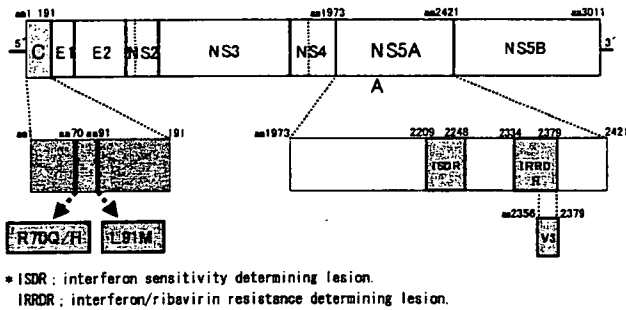 aa1 191 aa1973 aa2421 aa3011
5´ C E1 E2 NS2 NS3 NS4 NS5A NS5B 3´
A
aa1 aa70 aa91 191
aa1973 2209 2248 2334 2379 2421
ISDR IRRD
R
R70Q/H L91M
aa2356 2379
V3
* ISDR ; interferon sensitivity determining lesion.
IRRDR ; interferon/ribavirin resistance determining lesion.